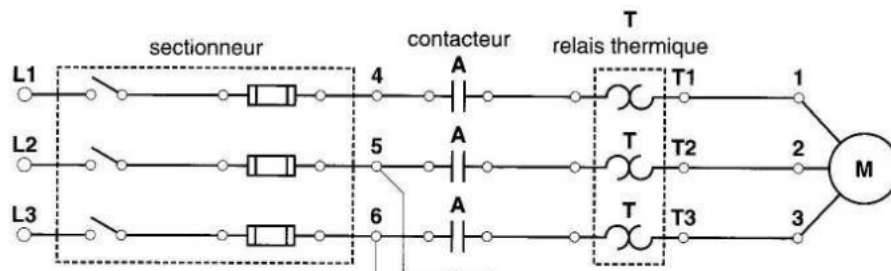 T
sectionneur contacteur relais thermique
L1 4 A T1 1
L2 5 A T T2 2
M
L3 6 A T T3 3